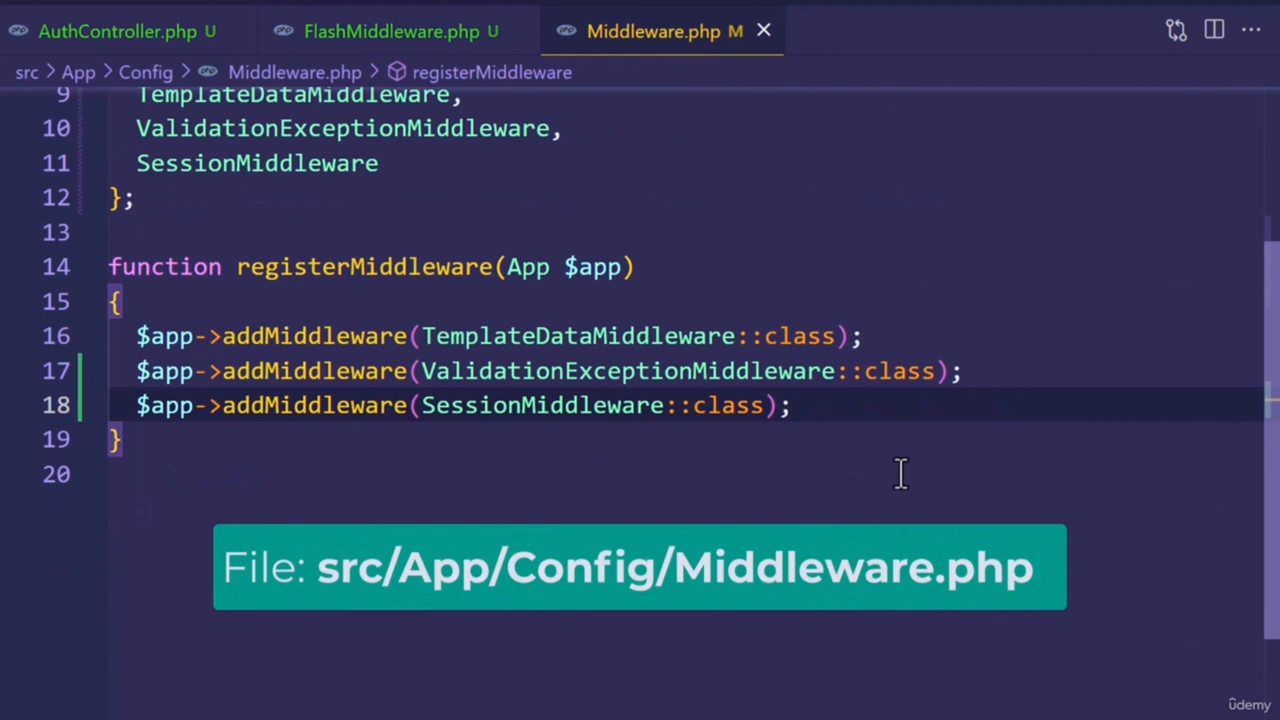 AuthController.php U
FlashMiddleware.php U
Middleware.php M
src > App > Config > Middleware.php > registerMiddleware
9 TemplateDataMiddleware,
10 ValidationExceptionMiddleware,
11 SessionMiddleware
12 };
13
14 function registerMiddleware(App $app)
15 {
16 $app->addMiddleware(TemplateDataMiddleware::class);
17 $app->addMiddleware(ValidationExceptionMiddleware::class);
18 $app->addMiddleware(SessionMiddleware::class);
19 }
20
File: src/App/Config/Middleware.php
ûdemy